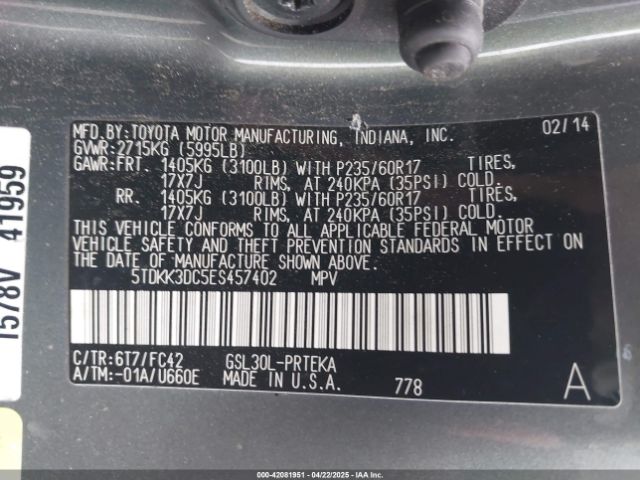 MFD.BY:TOYOTA MOTOR MANUFACTURING, INDIANA, INC. 02/14
GVWR:2715KG (5995LB)
GAWR:FRT. 1405KG (3100LB) WITH P235/60R17 TIRES,
17X7J RIMS, AT 240KPA (35PSI) COLD.
RR. 1405KG (3100LB) WITH P235/60R17 TIRES,
17X7J RIMS, AT 240KPA (35PSI) COLD.
THIS VEHICLE CONFORMS TO ALL APPLICABLE FEDERAL MOTOR
VEHICLE SAFETY AND THEFT PREVENTION STANDARDS IN EFFECT ON
THE DATE OF MANUFACTURE SHOWN ABOVE.
5TDKK3DC5ES457402 MPV
C/TR:6T7/FC42 GSL30L-PRTEKA
A/TM:-01A/U660E MADE IN U.S.A. 778 A
1578V 41959
000-42081951 - 04/22/2025 - IAAI.COM